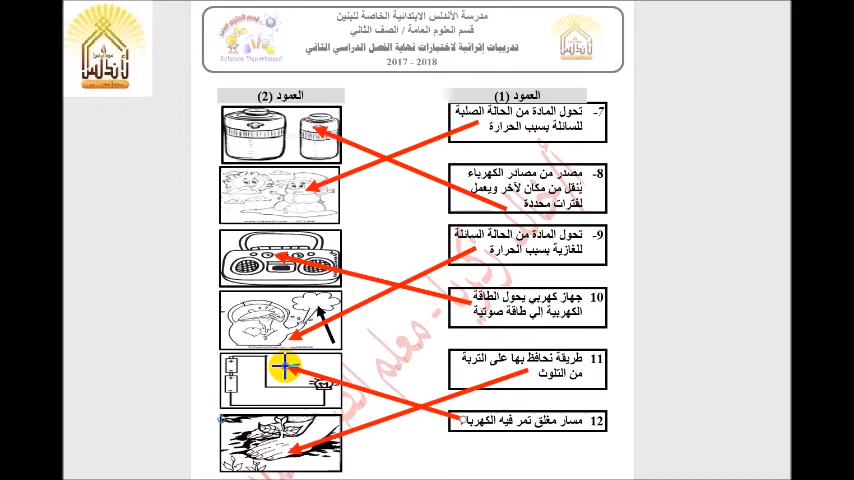 مدرسة الأندلس الإبتدائية الخاصة للبنين
قسم العلوم العامة / الصف الثاني
تدريبات إثرائية لاختبارات نهاية الفصل الدراسي الثاني
2017 - 2018
Science Department
العمود (1)
العمود (2)
7- تحول المادة من الحالة الصلبة
للسائلة بسبب الحرارة
8- مصدر من مصادر الكهرباء
يُنقل من مكان لآخر ويعمل
لفترات محددة
9- تحول المادة من الحالة السائلة
للغازية بسبب الحرارة
10 جهاز كهربي يحول الطاقة
الكهربية إلي طاقة صوتية
11 طريقة نحافظ بها على التربة
من التلوث
12 مسار مغلق تمر فيه الكهرباء